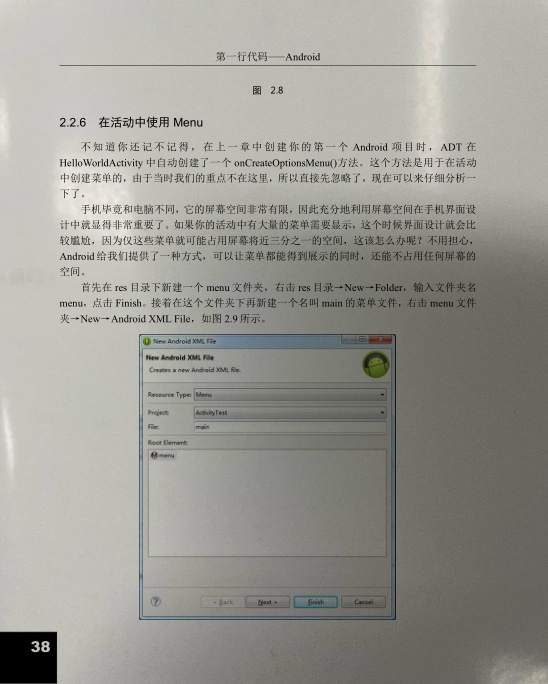 第一行代码——Android
图 2.8
2.2.6 在活动中使用 Menu
不知道你还记不记得，在上一章中创建你的第一个 Android 项目时，ADT 在
HelloWorldActivity 中自动创建了一个 onCreateOptionsMenu()方法。这个方法是用于在活动
中创建菜单的，由于当时我们的重点不在这里，所以直接先忽略了，现在可以来仔细分析一
下了。
手机毕竟和电脑不同，它的屏幕空间非常有限，因此充分地利用屏幕空间在手机界面设
计中就显得非常重要了。如果你的活动中有大量的菜单需要显示，这个时候界面设计就会比
较尴尬，因为仅这些菜单就可能占用屏幕将近三分之一的空间，这该怎么办呢？不用担心，
Android 给我们提供了一种方式，可以让菜单都能得到展示的同时，还能不占用任何屏幕的
空间。
首先在 res 目录下新建一个 menu 文件夹，右击 res 目录→New→Folder，输入文件夹名
menu，点击 Finish。接着在这个文件夹下再新建一个名叫 main 的菜单文件，右击 menu 文件
夹→New→Android XML File，如图 2.9 所示。
New Android XML File
New Android XML File
Creates a new Android XML file.
Resource Type: Menu
Project: ActivityTest
File: main
Root Element:
M menu
? < Back Next > Finish Cancel
38